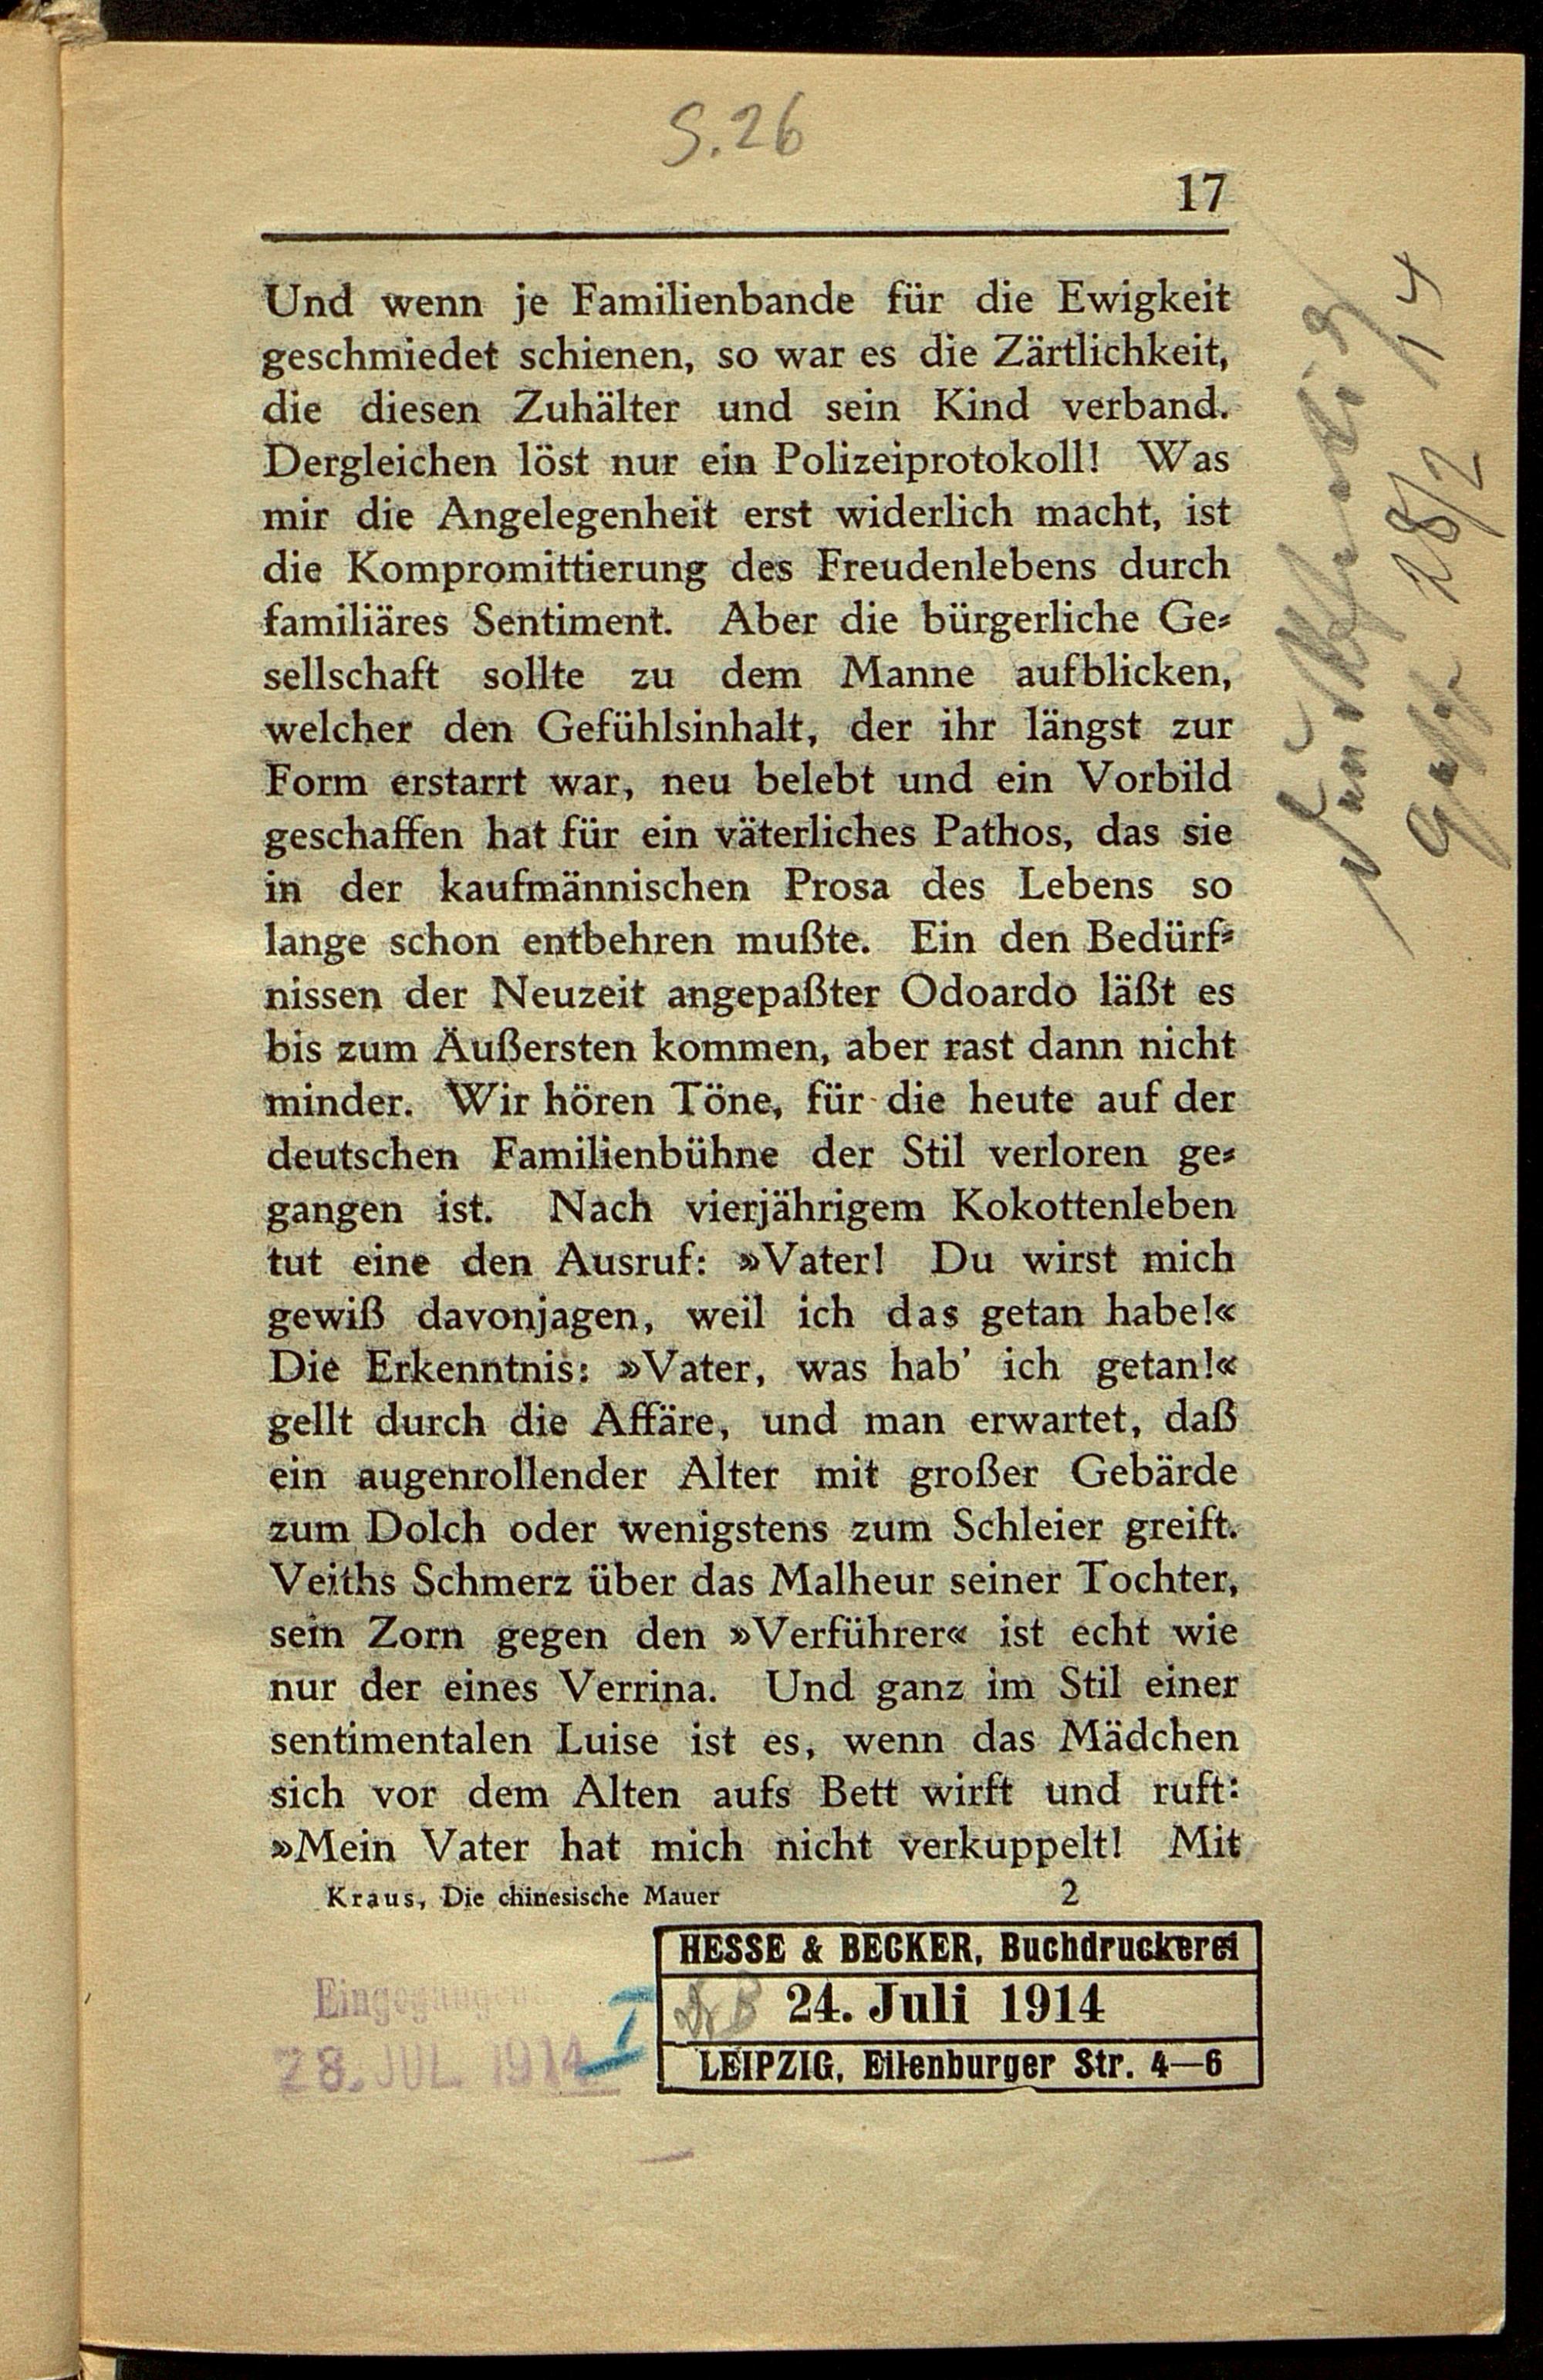 S. 26
17
Und wenn je Familienbande für die Ewigkeit
geschmiedet schienen, so war es die Zärtlichkeit,
die diesen Zuhälter und sein Kind verband.
Dergleichen löst nur ein Polizeiprotokoll! Was
mir die Angelegenheit erst widerlich macht, ist
die Kompromittierung des Freudenlebens durch
familiäres Sentiment. Aber die bürgerliche Ge⸗
sellschaft sollte zu dem Manne aufblicken,
welcher den Gefühlsinhalt, der ihr längst zur
Form erstarrt war, neu belebt und ein Vorbild
geschaffen hat für ein väterliches Pathos, das sie
in der kaufmännischen Prosa des Lebens so
lange schon entbehren mußte. Ein den Bedürf⸗
nissen der Neuzeit angepaßter Odoardo läßt es
bis zum Äußersten kommen, aber rast dann nicht
minder. Wir hören Töne, für die heute auf der
deutschen Familienbühne der Stil verloren ge⸗
gangen ist. Nach vierjährigem Kokottenleben
tut eine den Ausruf: »Vater! Du wirst mich
gewiß davonjagen, weil ich das getan habe!«
Die Erkenntnis: »Vater, was hab' ich getan!«
gellt durch die Affäre, und man erwartet, daß
ein augenrollender Alter mit großer Gebärde
zum Dolch oder wenigstens zum Schleier greift.
Veiths Schmerz über das Malheur seiner Tochter,
sein Zorn gegen den »Verführer« ist echt wie
nur der eines Verrina. Und ganz im Stil einer
sentimentalen Luise ist es, wenn das Mädchen
sich vor dem Alten aufs Bett wirft und ruft:
»Mein Vater hat mich nicht verkuppelt! Mit
Kraus, Die chinesische Mauer 2
HESSE & BECKER, Buchdruckerei
24. Juli 1914
LEIPZIG, Eilenburger Str. 4—6
Eingegangen
28. JUL. 1914
I
28/2 14